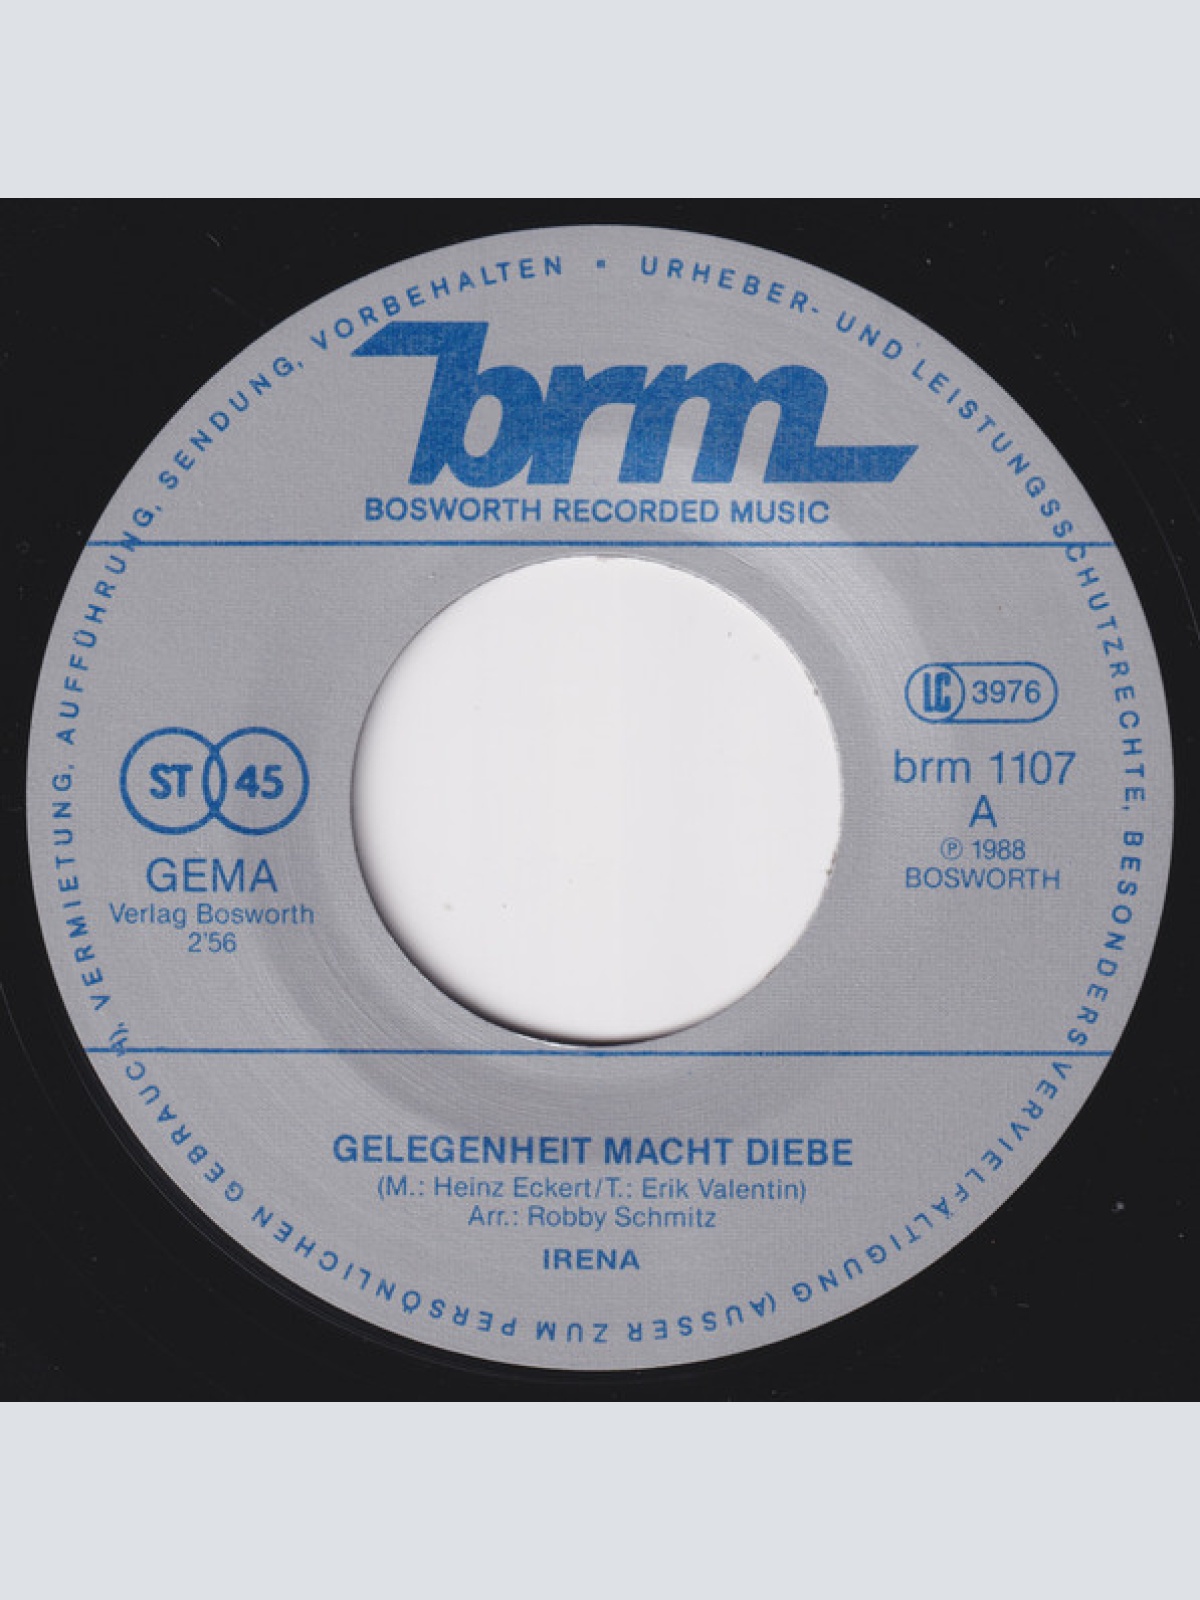 URHEBER- UND LEISTUNGSSCHUTZRECHTE, BESONDERS VERVIELFÄLTIGUNG (AUSSER ZUM PERSÖNLICHEN GEBRAUCH), VERMIETUNG, AUFFÜHRUNG, SENDUNG, VORBEHALTEN •
brm
BOSWORTH RECORDED MUSIC
LC 3976
ST 45
brm 1107
A
℗ 1988
BOSWORTH
GEMA
Verlag Bosworth
2'56
GELEGENHEIT MACHT DIEBE
(M.: Heinz Eckert/T.: Erik Valentin)
Arr.: Robby Schmitz
IRENA